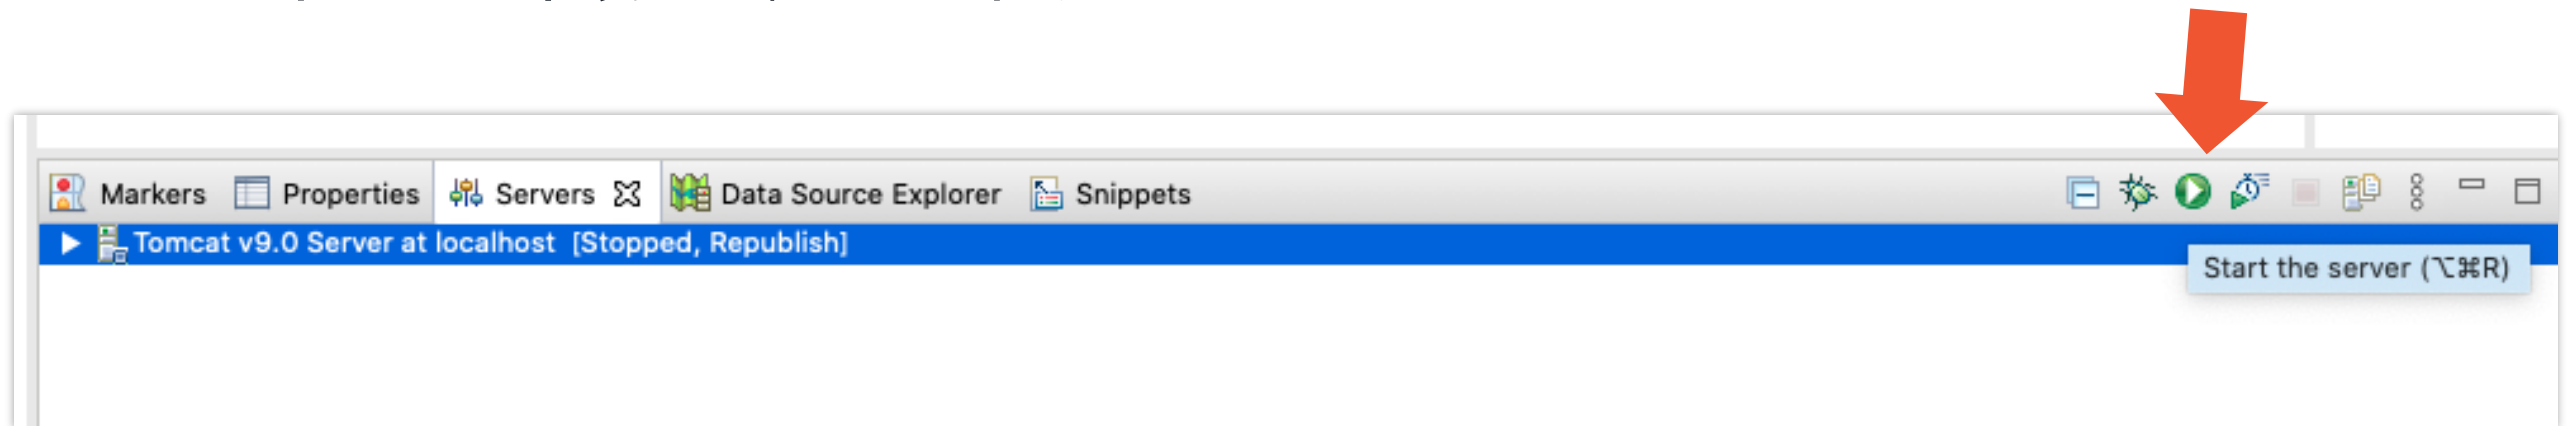 Markers Properties Servers Data Source Explorer Snippets
Tomcat v9.0 Server at localhost [Stopped, Republish]
Start the server (⌥⌘R)